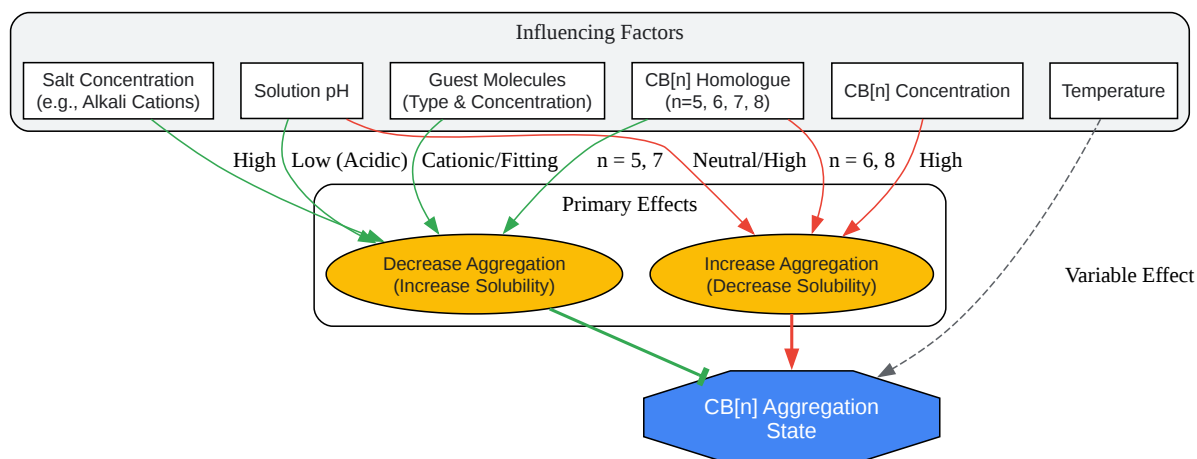 Influencing Factors
Salt Concentration
(e.g., Alkali Cations)
Solution pH
Guest Molecules
(Type & Concentration)
CB[n] Homologue
(n=5, 6, 7, 8)
CB[n] Concentration
Temperature
High
Low (Acidic)
Cationic/Fitting
n = 5, 7
Neutral/High
n = 6, 8
High
Primary Effects
Decrease Aggregation
(Increase Solubility)
Increase Aggregation
(Decrease Solubility)
Variable Effect
CB[n] Aggregation
State